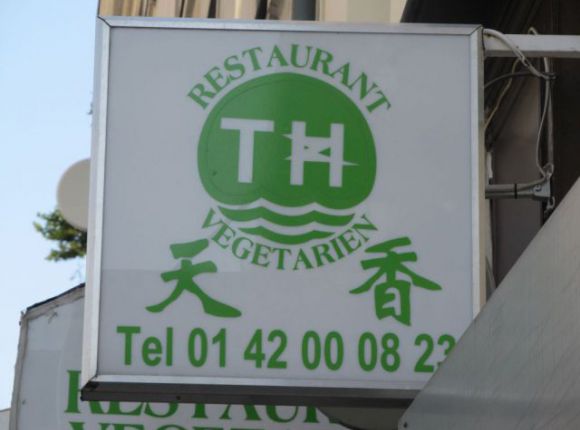 RESTAURANT
TH
VEGETARIEN
天香
Tel 01 42 00 08 23